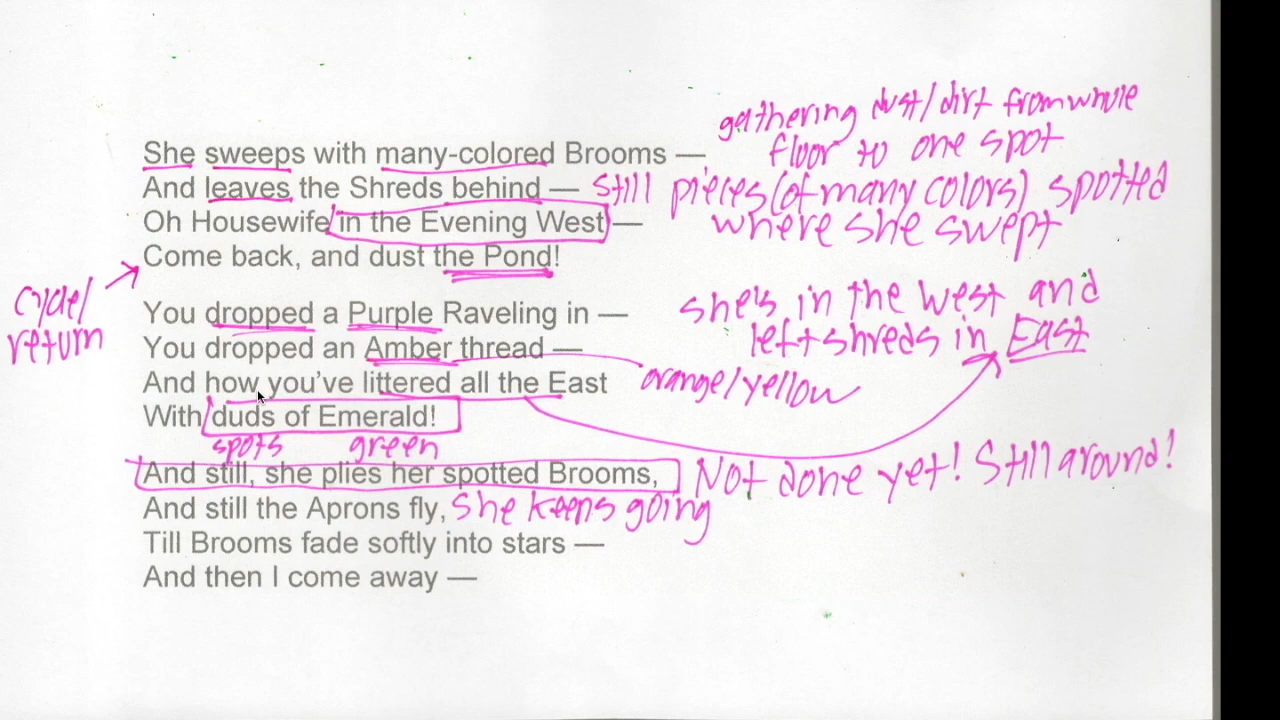 gathering dust/dirt from whole
floor to one spot
She sweeps with many-colored Brooms —
And leaves the Shreds behind — still pieces (of many colors) spotted
where she swept
Oh Housewife in the Evening West —
Come back, and dust the Pond!
cycle/
return
You dropped a Purple Raveling in —
she's in the west and
left shreds in East
You dropped an Amber thread —
orange/yellow
And how you've littered all the East
With duds of Emerald!
spots green
And still, she plies her spotted Brooms, Not done yet! Still around!
And still the Aprons fly, she keeps going
Till Brooms fade softly into stars —
And then I come away —